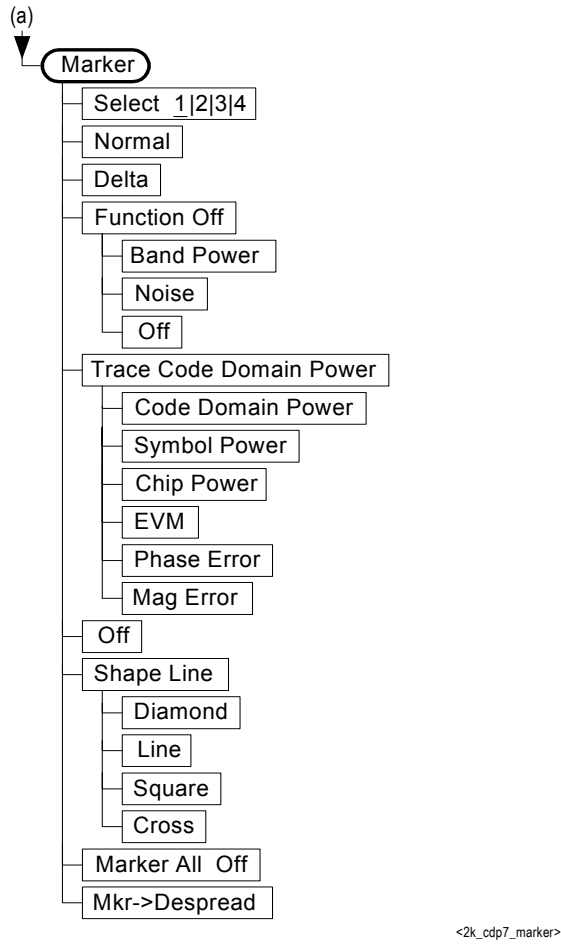 (a)
Marker
Select 1|2|3|4
Normal
Delta
Function Off
Band Power
Noise
Off
Trace Code Domain Power
Code Domain Power
Symbol Power
Chip Power
EVM
Phase Error
Mag Error
Off
Shape Line
Diamond
Line
Square
Cross
Marker All Off
Mkr->Despread
<2k_cdp7_marker>